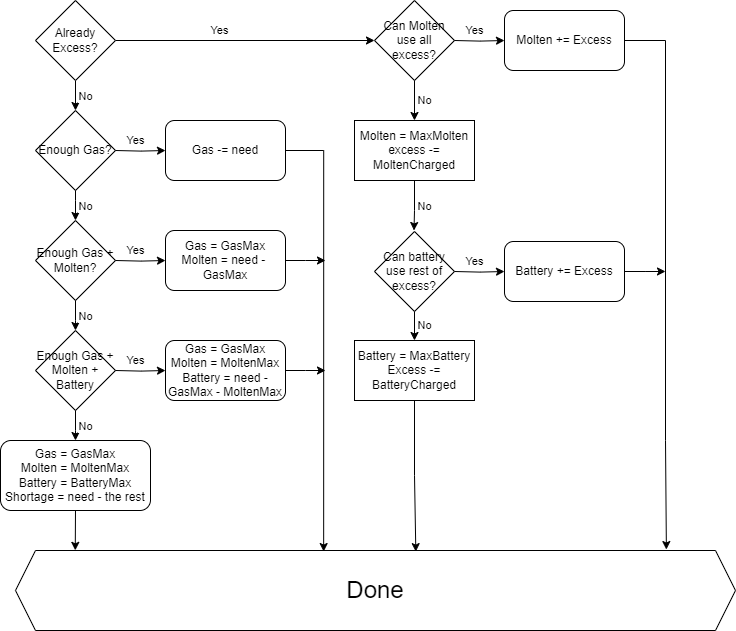 Already
Excess?
Yes
Can Molten
use all
excess?
Yes
Molten += Excess
No
No
Enough Gas?
Yes
Gas -= need
Molten = MaxMolten
excess -=
MoltenCharged
No
No
Enough Gas +
Molten?
Yes
Gas = GasMax
Molten = need -
GasMax
Can battery
use rest of
excess?
Yes
Battery += Excess
No
No
Enough Gas +
Molten +
Battery
Yes
Gas = GasMax
Molten = MoltenMax
Battery = need -
GasMax - MoltenMax
Battery = MaxBattery
Excess -=
BatteryCharged
No
Gas = GasMax
Molten = MoltenMax
Battery = BatteryMax
Shortage = need - the rest
Done